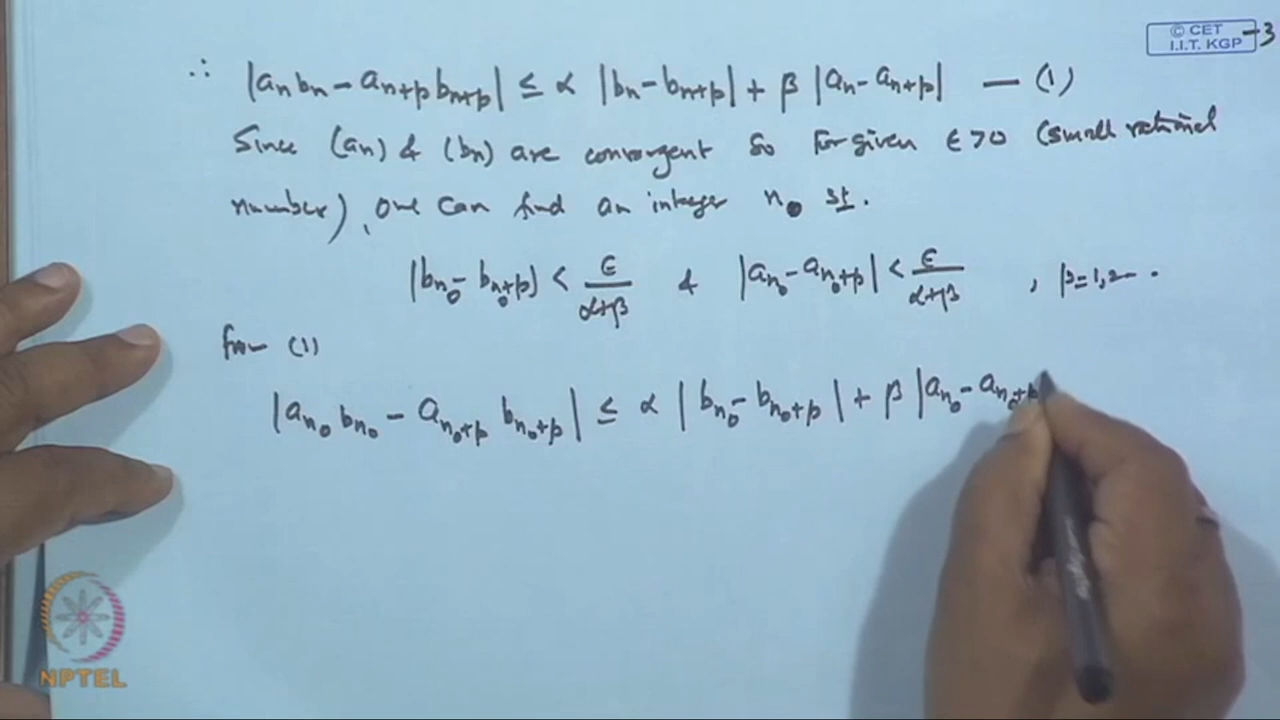 © CET
I.I.T. KGP -3
∴ |aₙ bₙ - aₙ₊ₚ bₙ₊ₚ| ≤ α |bₙ - bₙ₊ₚ| + β |aₙ - aₙ₊ₚ| — (1)
Since (aₙ) & (bₙ) are convergent So For given ϵ > 0 (small rational
number), one can find an integer n₀ st.
|bₙ₀ - bₙ₀₊ₚ| < ϵ/(α+β) & |aₙ₀ - aₙ₀₊ₚ| < ϵ/(α+β) , p=1,2--.
From (1)
|aₙ₀ bₙ₀ - aₙ₀₊ₚ bₙ₀₊ₚ| ≤ α |bₙ₀ - bₙ₀₊ₚ| + β |aₙ₀ - aₙ₀₊ₚ
NPTEL